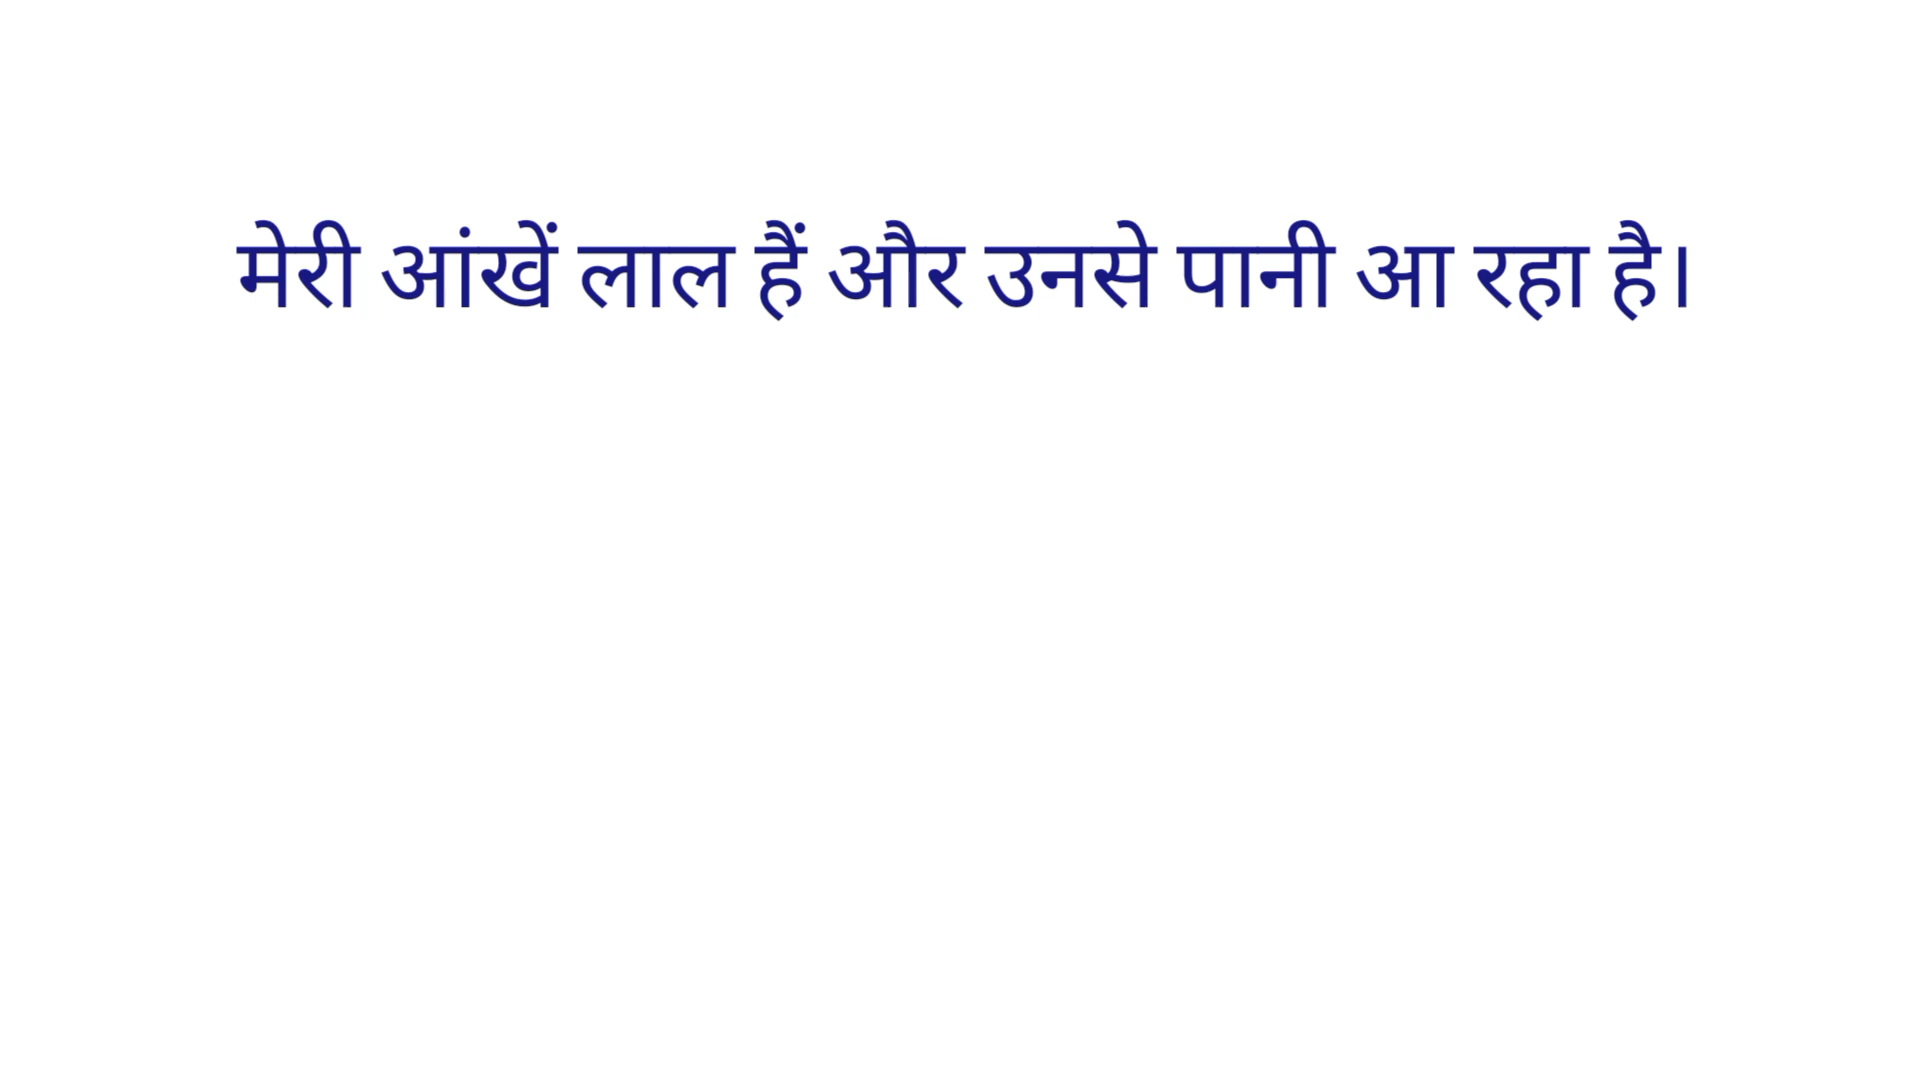 मेरी आंखें लाल हैं और उनसे पानी आ रहा है।